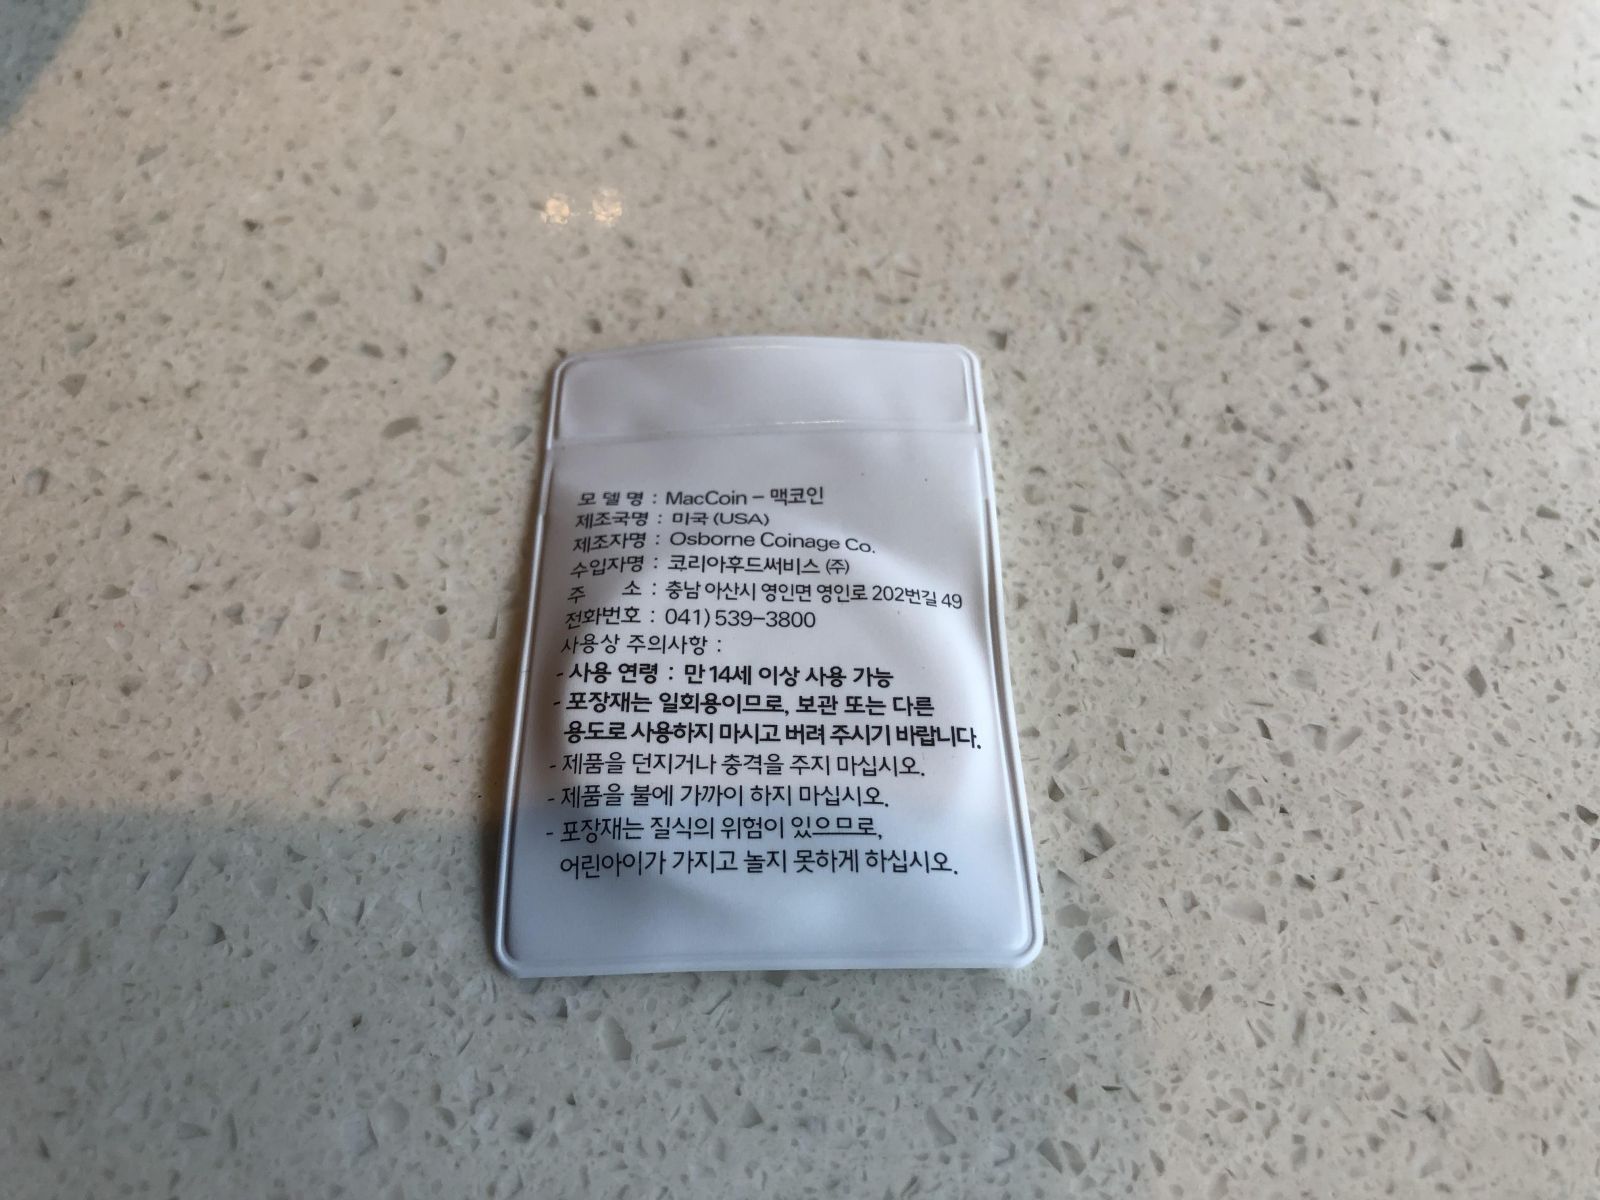 모 델 명 : MacCoin - 맥코인
제조국명 : 미국 (USA)
제조자명 : Osborne Coinage Co.
수입자명 : 코리아후드써비스 (주)
주 소 : 충남 아산시 영인면 영인로 202번길 49
전화번호 : 041) 539-3800
사용상 주의사항 :
- 사용 연령 : 만 14세 이상 사용 가능
- 포장재는 일회용이므로, 보관 또는 다른
용도로 사용하지 마시고 버려 주시기 바랍니다.
- 제품을 던지거나 충격을 주지 마십시오.
- 제품을 불에 가까이 하지 마십시오.
- 포장재는 질식의 위험이 있으므로,
어린아이가 가지고 놀지 못하게 하십시오.